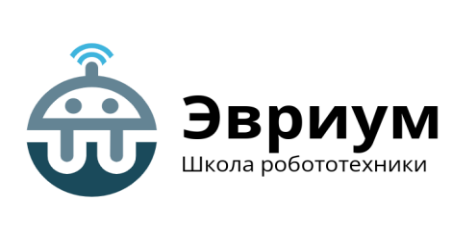 Эвриум
Школа робототехники